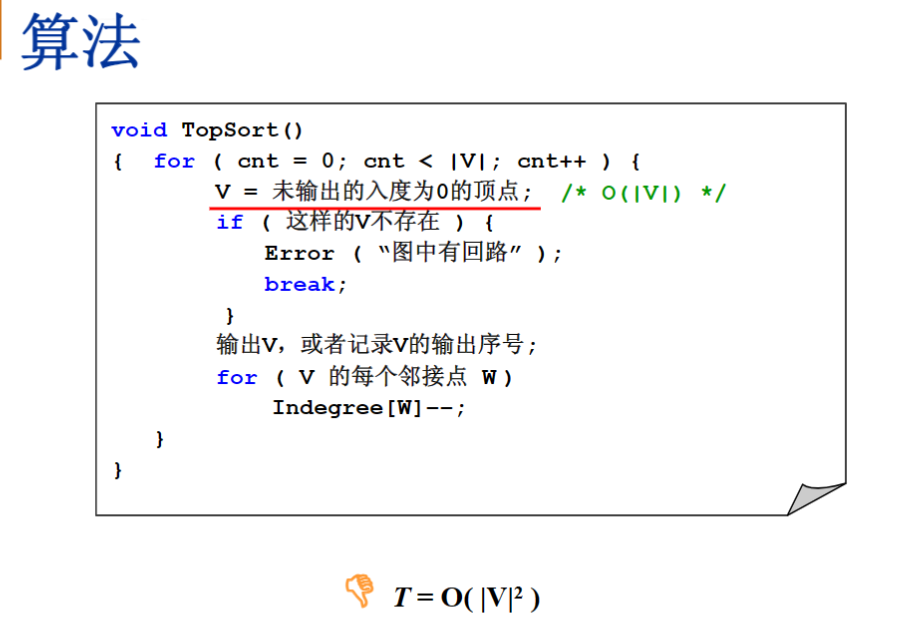 算法
void TopSort()
{ for ( cnt = 0; cnt < |V|; cnt++ ) {
V = 未输出的入度为0的顶点; /* O(|V|) */
if ( 这样的V不存在 ) {
Error ( “图中有回路” );
break;
}
输出V，或者记录V的输出序号;
for ( V 的每个邻接点 W )
Indegree[W]--;
}
}
T = O( |V|² )